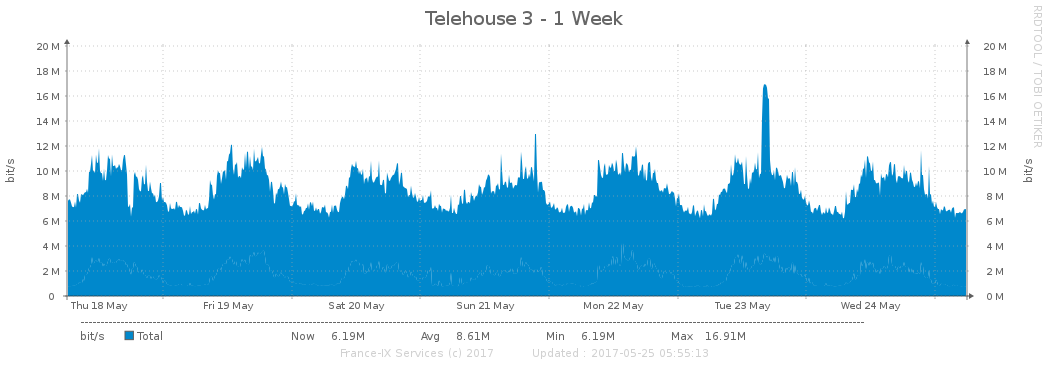 Telehouse 3 - 1 Week
RRDTOOL / TOBI OETIKER
bit/s
20 M 20 M
18 M 18 M
16 M 16 M
14 M 14 M
12 M 12 M
10 M 10 M
8 M 8 M
6 M 6 M
4 M 4 M
2 M 2 M
0 0 M
bit/s
Thu 18 May Fri 19 May Sat 20 May Sun 21 May Mon 22 May Tue 23 May Wed 24 May
bit/s Total Now 6.19M Avg 8.61M Min 6.19M Max 16.91M
France-IX Services (c) 2017 Updated : 2017-05-25 05:55:13